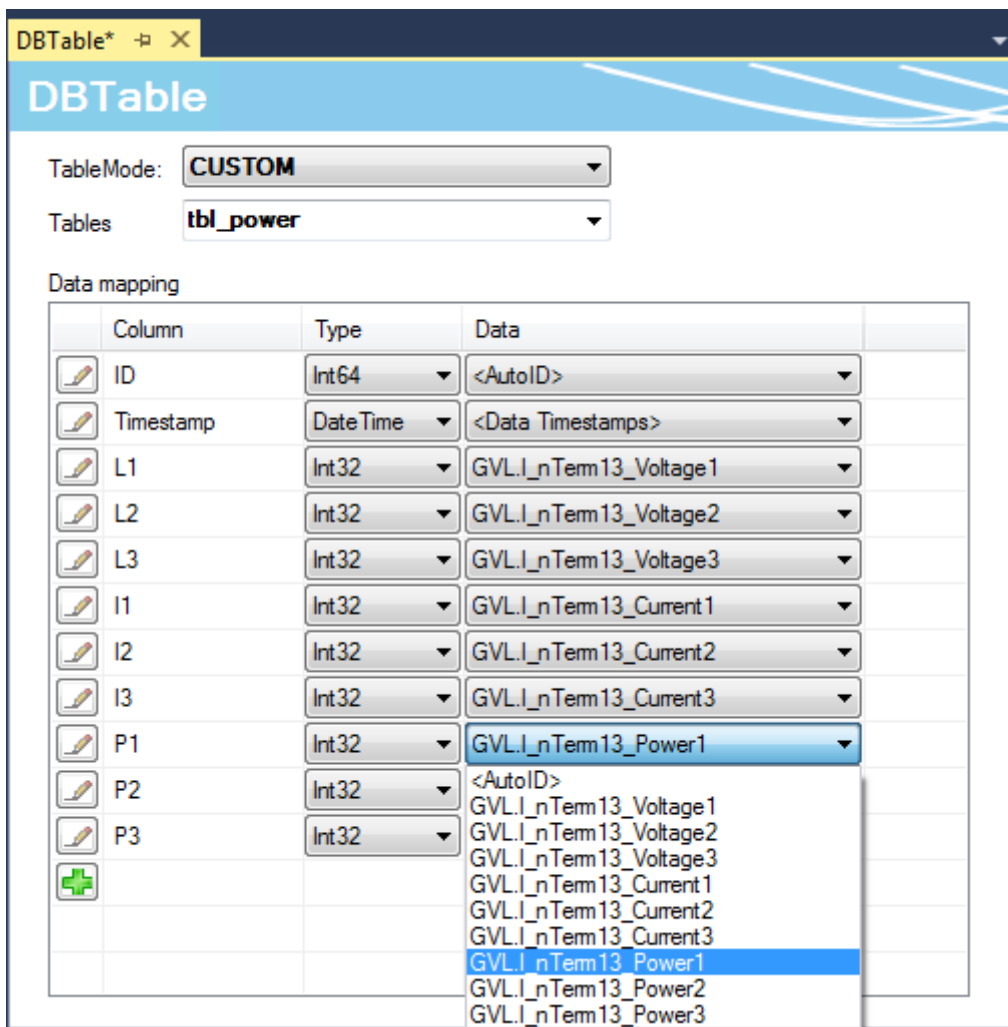 DBTable*
DBTable
TableMode: CUSTOM
Tables tbl_power
Data mapping
Column Type Data
ID Int64 <AutoID>
Timestamp DateTime <Data Timestamps>
L1 Int32 GVL.I_nTerm13_Voltage1
L2 Int32 GVL.I_nTerm13_Voltage2
L3 Int32 GVL.I_nTerm13_Voltage3
I1 Int32 GVL.I_nTerm13_Current1
I2 Int32 GVL.I_nTerm13_Current2
I3 Int32 GVL.I_nTerm13_Current3
P1 Int32 GVL.I_nTerm13_Power1
P2 Int32
P3 Int32
<AutoID>
GVL.I_nTerm13_Voltage1
GVL.I_nTerm13_Voltage2
GVL.I_nTerm13_Voltage3
GVL.I_nTerm13_Current1
GVL.I_nTerm13_Current2
GVL.I_nTerm13_Current3
GVL.I_nTerm13_Power1
GVL.I_nTerm13_Power2
GVL.I_nTerm13_Power3